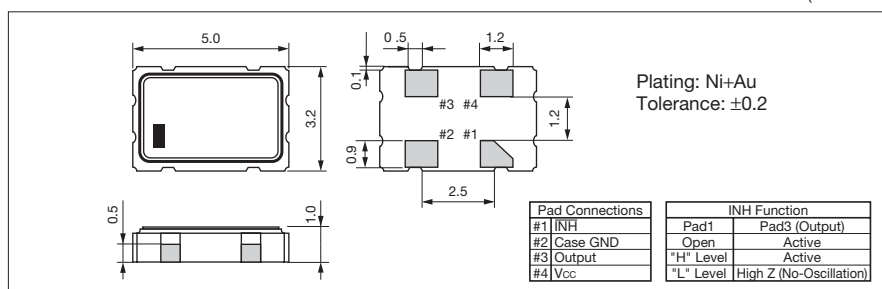 5.0
0 .5
1.2
0.1
3.2
#3 #4
#2 #1
1.2
0.9
2.5
0.5
1.0
Plating: Ni+Au
Tolerance: ±0.2
Pad Connections
#1 INH
#2 Case GND
#3 Output
#4 Vcc
INH Function
Pad1 Pad3 (Output)
Open Active
"H" Level Active
"L" Level High Z (No-Oscillation)